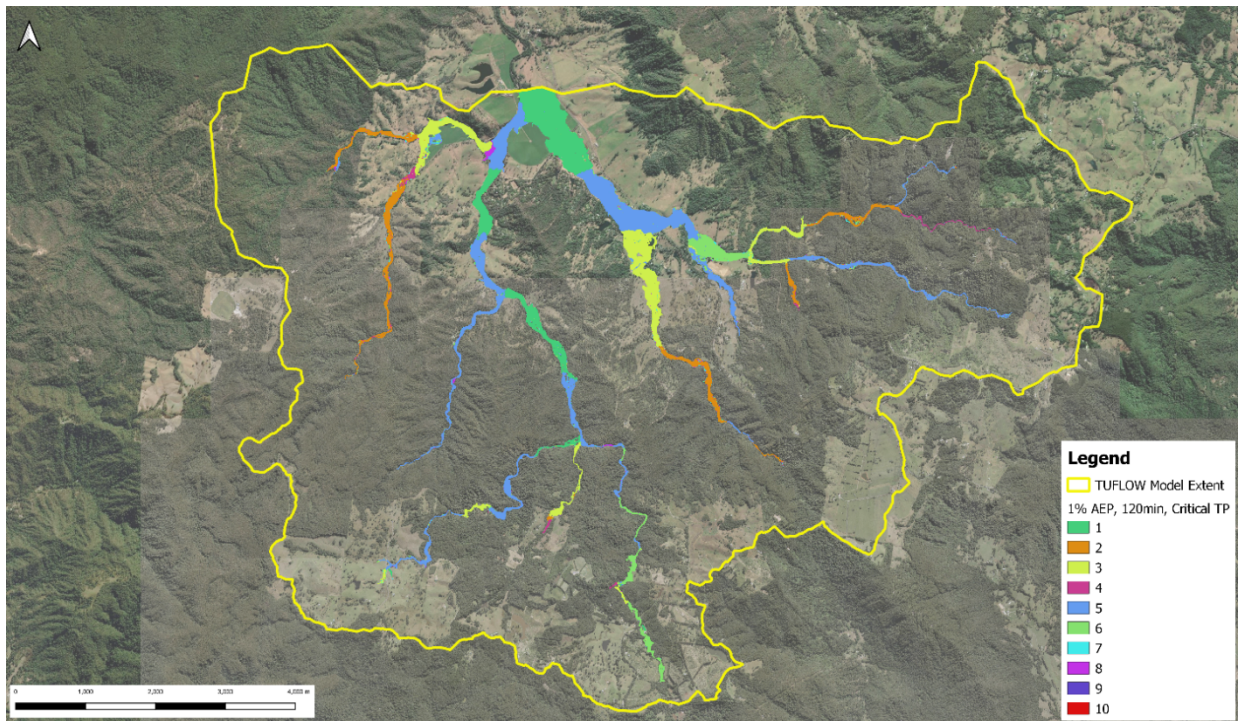 Legend
TUFLOW Model Extent
1% AEP, 120min, Critical TP
1
2
3
4
5
6
7
8
9
10
0 1,000 2,000 3,000 4,000 m